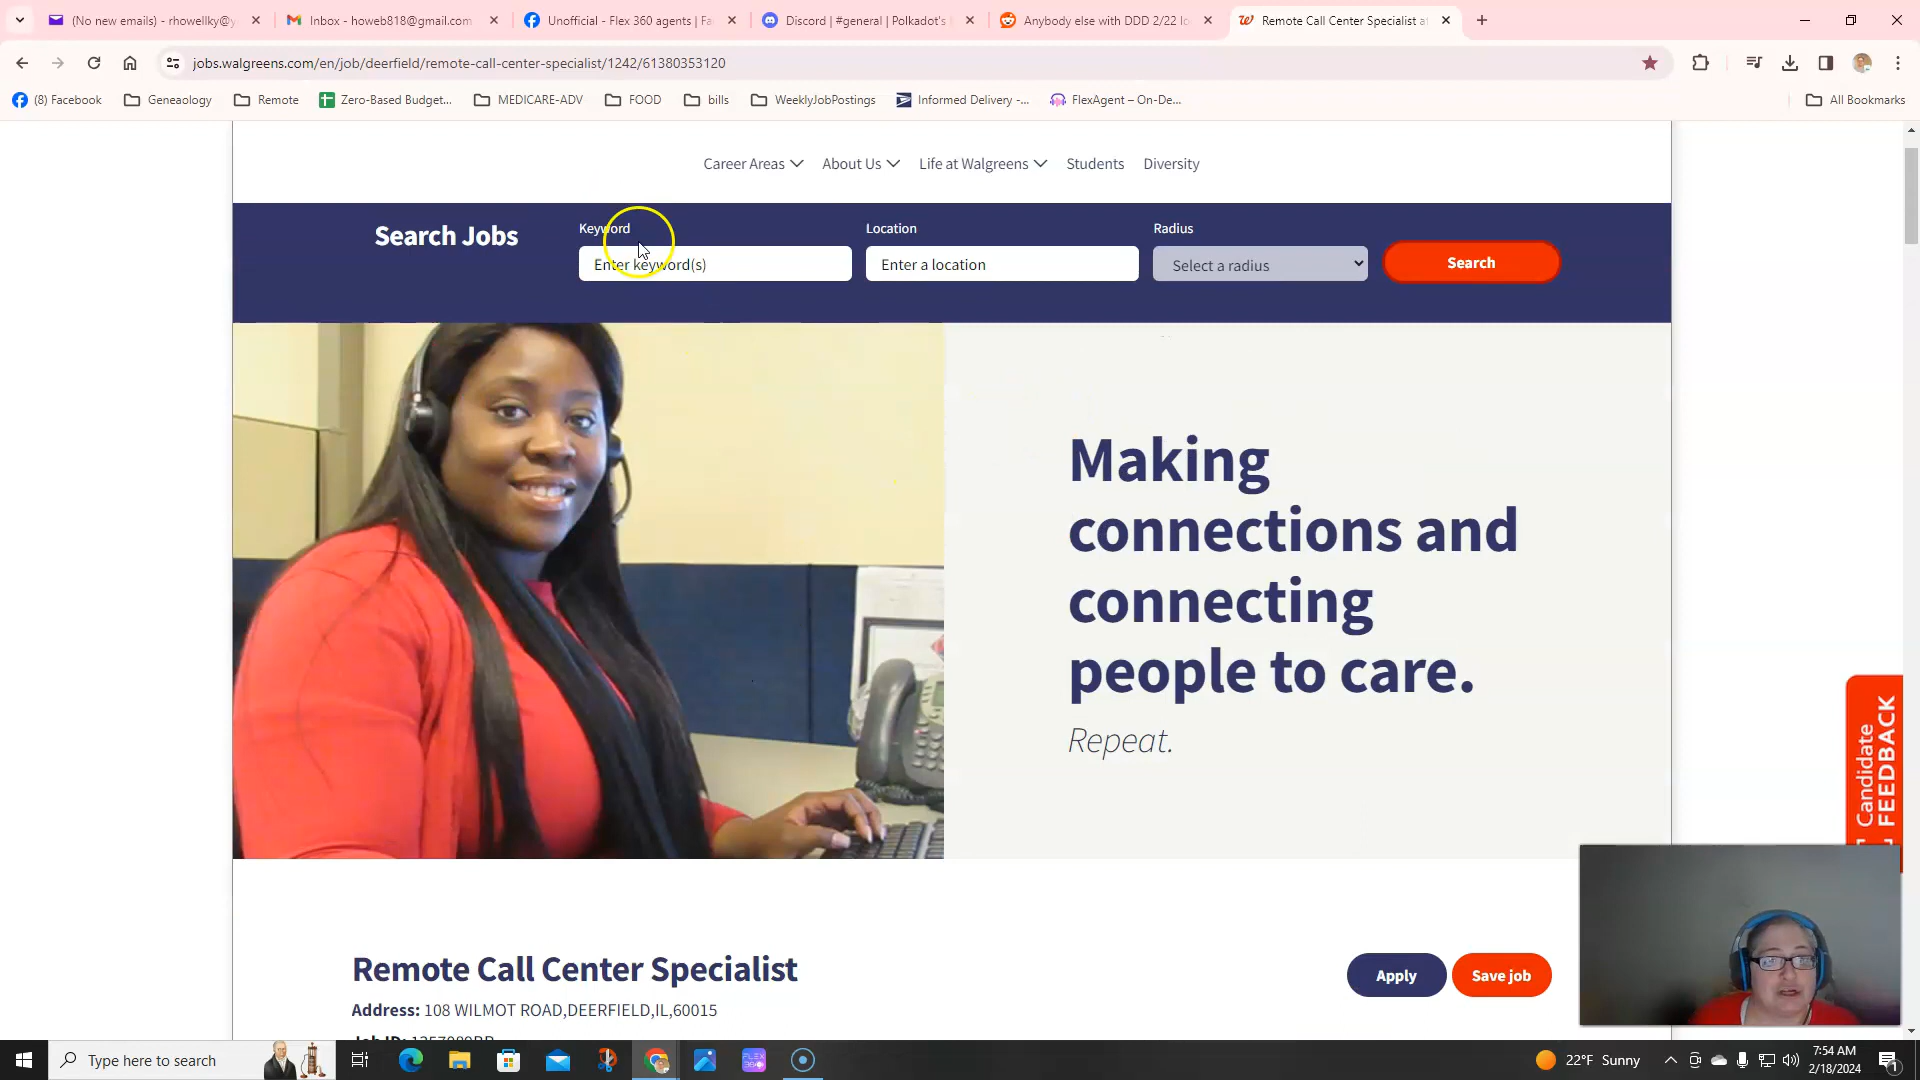 (No new emails) - rhowellky@y
Inbox - howeb818@gmail.com
Unofficial - Flex 360 agents | Fa
Discord | #general | Polkadot's
Anybody else with DDD 2/22 lo
Remote Call Center Specialist at
jobs.walgreens.com/en/job/deerfield/remote-call-center-specialist/1242/61380353120
(8) Facebook
Geneaology
Remote
Zero-Based Budget...
MEDICARE-ADV
FOOD
bills
WeeklyJobPostings
Informed Delivery -...
FlexAgent – On-De...
All Bookmarks
Career Areas
About Us
Life at Walgreens
Students
Diversity
Search Jobs
Keyword
Location
Radius
Enter keyword(s)
Enter a location
Select a radius
Search
Making
connections and
connecting
people to care.
Repeat.
Candidate
FEEDBACK
Remote Call Center Specialist
Apply
Save job
Address: 108 WILMOT ROAD,DEERFIELD,IL,60015
Type here to search
FLEX
360
22°F Sunny
7:54 AM
2/18/2024
1